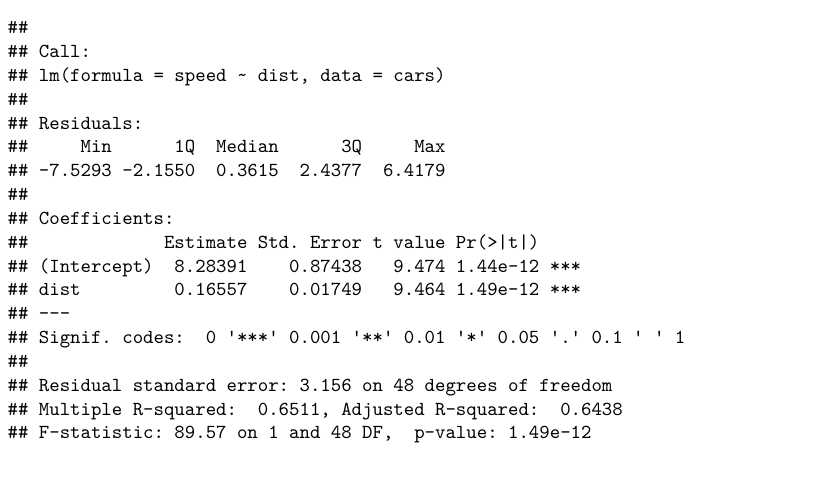 ##
## Call:
## lm(formula = speed ~ dist, data = cars)
##
## Residuals:
##     Min      1Q  Median      3Q     Max
## -7.5293 -2.1550  0.3615  2.4377  6.4179
##
## Coefficients:
##             Estimate Std. Error t value Pr(>|t|)
## (Intercept)  8.28391    0.87438   9.474 1.44e-12 ***
## dist         0.16557    0.01749   9.464 1.49e-12 ***
## ---
## Signif. codes:  0 '***' 0.001 '**' 0.01 '*' 0.05 '.' 0.1 ' ' 1
##
## Residual standard error: 3.156 on 48 degrees of freedom
## Multiple R-squared:  0.6511, Adjusted R-squared:  0.6438
## F-statistic: 89.57 on 1 and 48 DF,  p-value: 1.49e-12